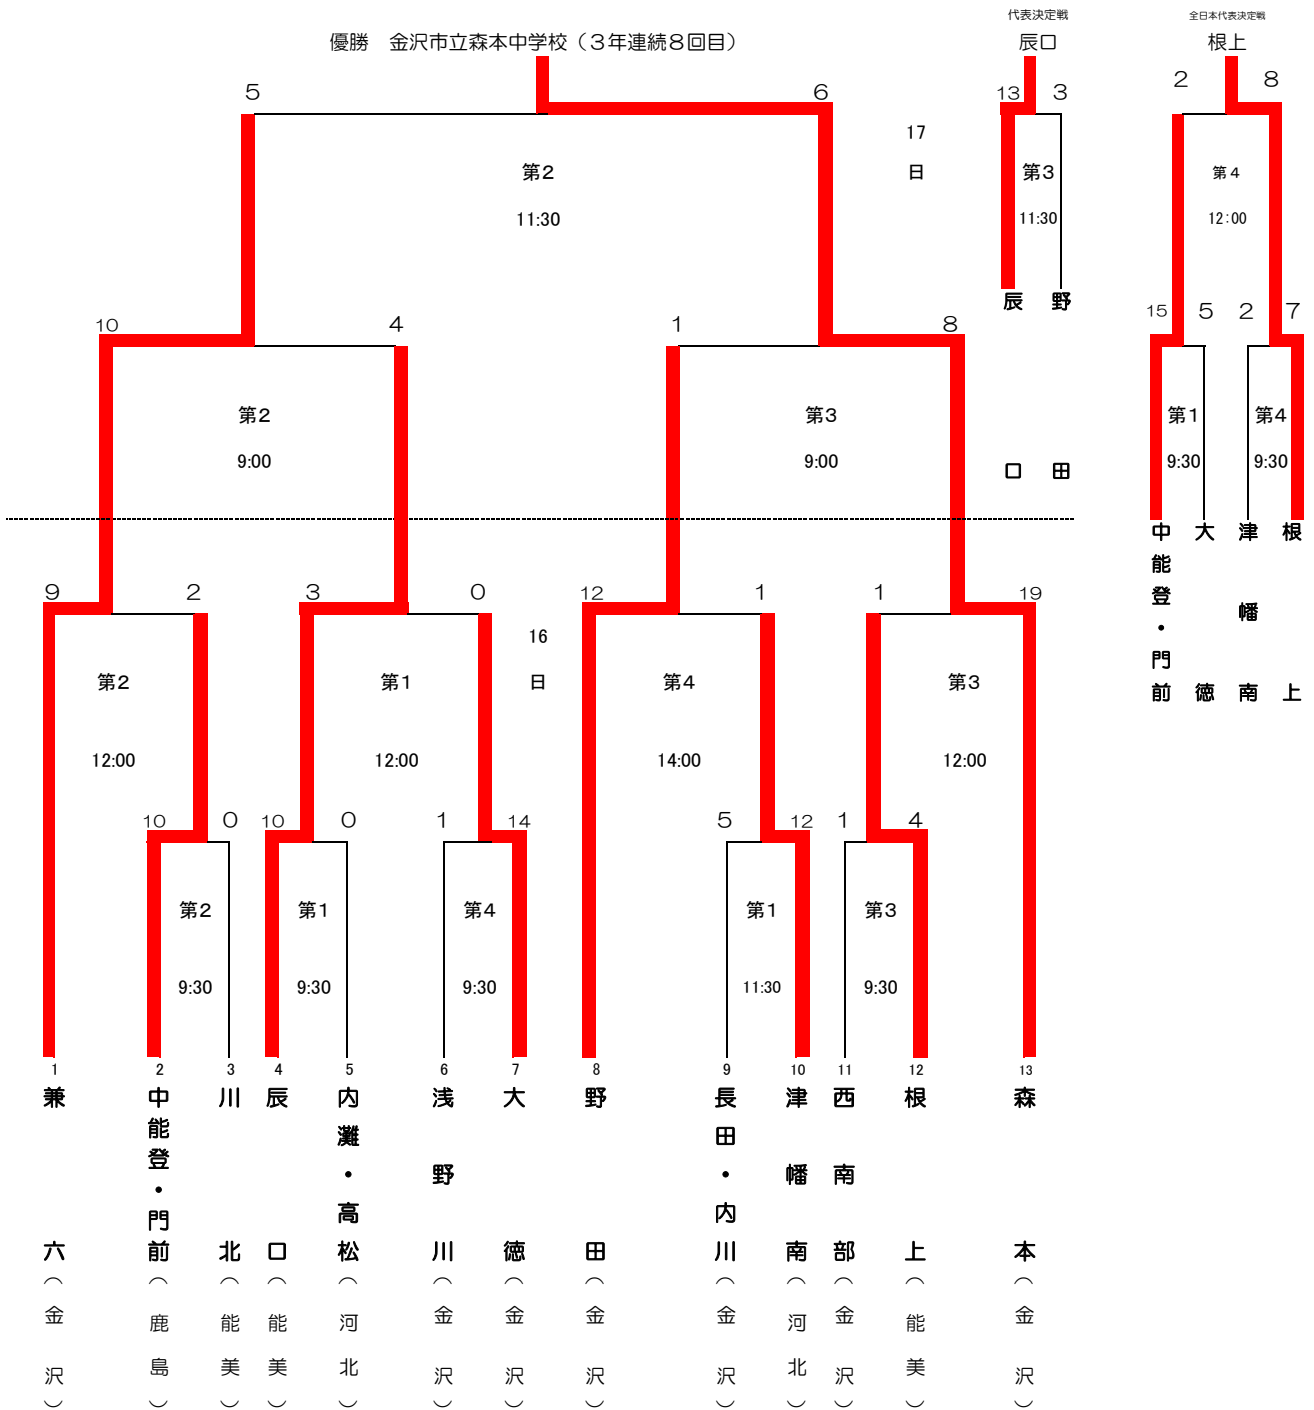 代表決定戦
全日本代表決定戦
優勝　金沢市立森本中学校（３年連続８回目）
辰口
根上
5
6
13
3
2
8
17
日
第2
11:30
第3
11:30
第4
12:00
辰口
野田
10
4
1
8
15
5
2
7
第2
9:00
第3
9:00
第1
9:30
第4
9:30
中能登・門前
大徳
津幡南
根上
9
2
3
0
12
1
1
19
16
日
第2
12:00
第1
12:00
第4
14:00
第3
12:00
10
0
10
0
1
14
5
12
1
4
第2
9:30
第1
9:30
第4
9:30
第1
11:30
第3
9:30
1
兼六（金沢）
2
中能登・門前（鹿島）
3
川北（能美）
4
辰口（能美）
5
内灘・高松（河北）
6
浅野川（金沢）
7
大徳（金沢）
8
野田（金沢）
9
長田・内川（金沢）
10
津幡南（河北）
11
西南部（金沢）
12
根上（能美）
13
森本（金沢）